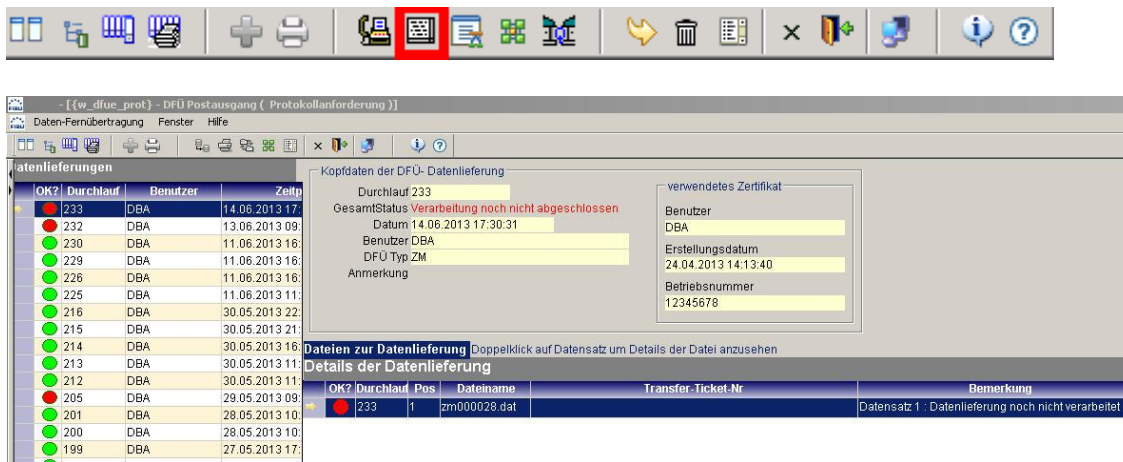 - [{w_dfue_prot} - DFÜ Postausgang ( Protokollanforderung )]
Daten-Fernübertragung Fenster Hilfe
atenlieferungen
OK? Durchlauf Benutzer Zeitp
233 DBA 14.06.2013 17:
232 DBA 13.06.2013 09:
230 DBA 11.06.2013 16:
229 DBA 11.06.2013 16:
226 DBA 11.06.2013 16:
225 DBA 11.06.2013 11:
216 DBA 30.05.2013 22:
215 DBA 30.05.2013 21:
214 DBA 30.05.2013 16:
213 DBA 30.05.2013 11:
212 DBA 30.05.2013 11:
205 DBA 29.05.2013 09:
201 DBA 28.05.2013 10:
200 DBA 28.05.2013 10:
199 DBA 27.05.2013 17:
Kopfdaten der DFÜ- Datenlieferung
Durchlauf 233
GesamtStatus Verarbeitung noch nicht abgeschlossen
Datum 14.06.2013 17:30:31
Benutzer DBA
DFÜ Typ ZM
Anmerkung
verwendetes Zertifikat
Benutzer
DBA
Erstellungsdatum
24.04.2013 14:13:40
Betriebsnummer
12345678
Dateien zur Datenlieferung Doppelklick auf Datensatz um Details der Datei anzusehen
Details der Datenlieferung
OK? Durchlauf Pos Dateiname Transfer-Ticket-Nr Bemerkung
233 1 zm000028.dat Datensatz 1 : Datenlieferung noch nicht verarbeitet